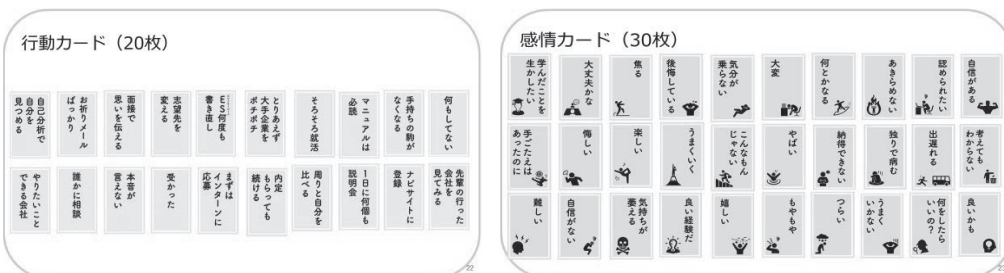 行動カード（20枚）
何もしてない
手持ちの駒が
なくなる
マニュアルは
必読
そろそろ就活
とりあえず
大手企業を
ポチポチ
ES何度も
書き直し
志望先を
変える
面接で
思いを伝える
お祈りメール
ばっかり
自己分析で
自分を
見つめる
先輩の行った
会社を
見てみる
ナビサイトに
登録
1日に何個も
説明会
周りと自分を
比べる
内定
もらっても
続ける
まずは
インターンに
応募
受かった
本音が
言えない
誰かに相談
やりたいこと
できる会社
22
感情カード（30枚）
自信がある
認められたい
あきらめない
何とかなる
大変
気分が
乗らない
後悔している
焦る
大丈夫かな
学んだことを
生かしたい
考えても
わからない
出遅れる
独りで病む
納得できない
やばい
こんなもん
じゃない
うまくいく
楽しい
悔しい
手ごたえは
あったのに
良いかも
何をしたら
いいの？
うまく
いかない
つらい
もやもや
嬉しい
良い経験だ
気持ちが
萎える
自信がない
難しい